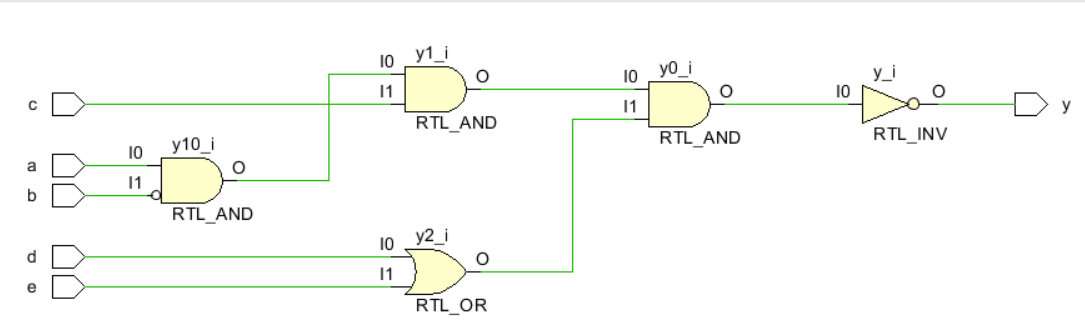 y1_i
I0
O
I1
RTL_AND
c
y0_i
I0
O
I1
RTL_AND
y_i
I0
O
RTL_INV
y
y10_i
a
I0
O
b
I1
RTL_AND
y2_i
d
I0
O
e
I1
RTL_OR